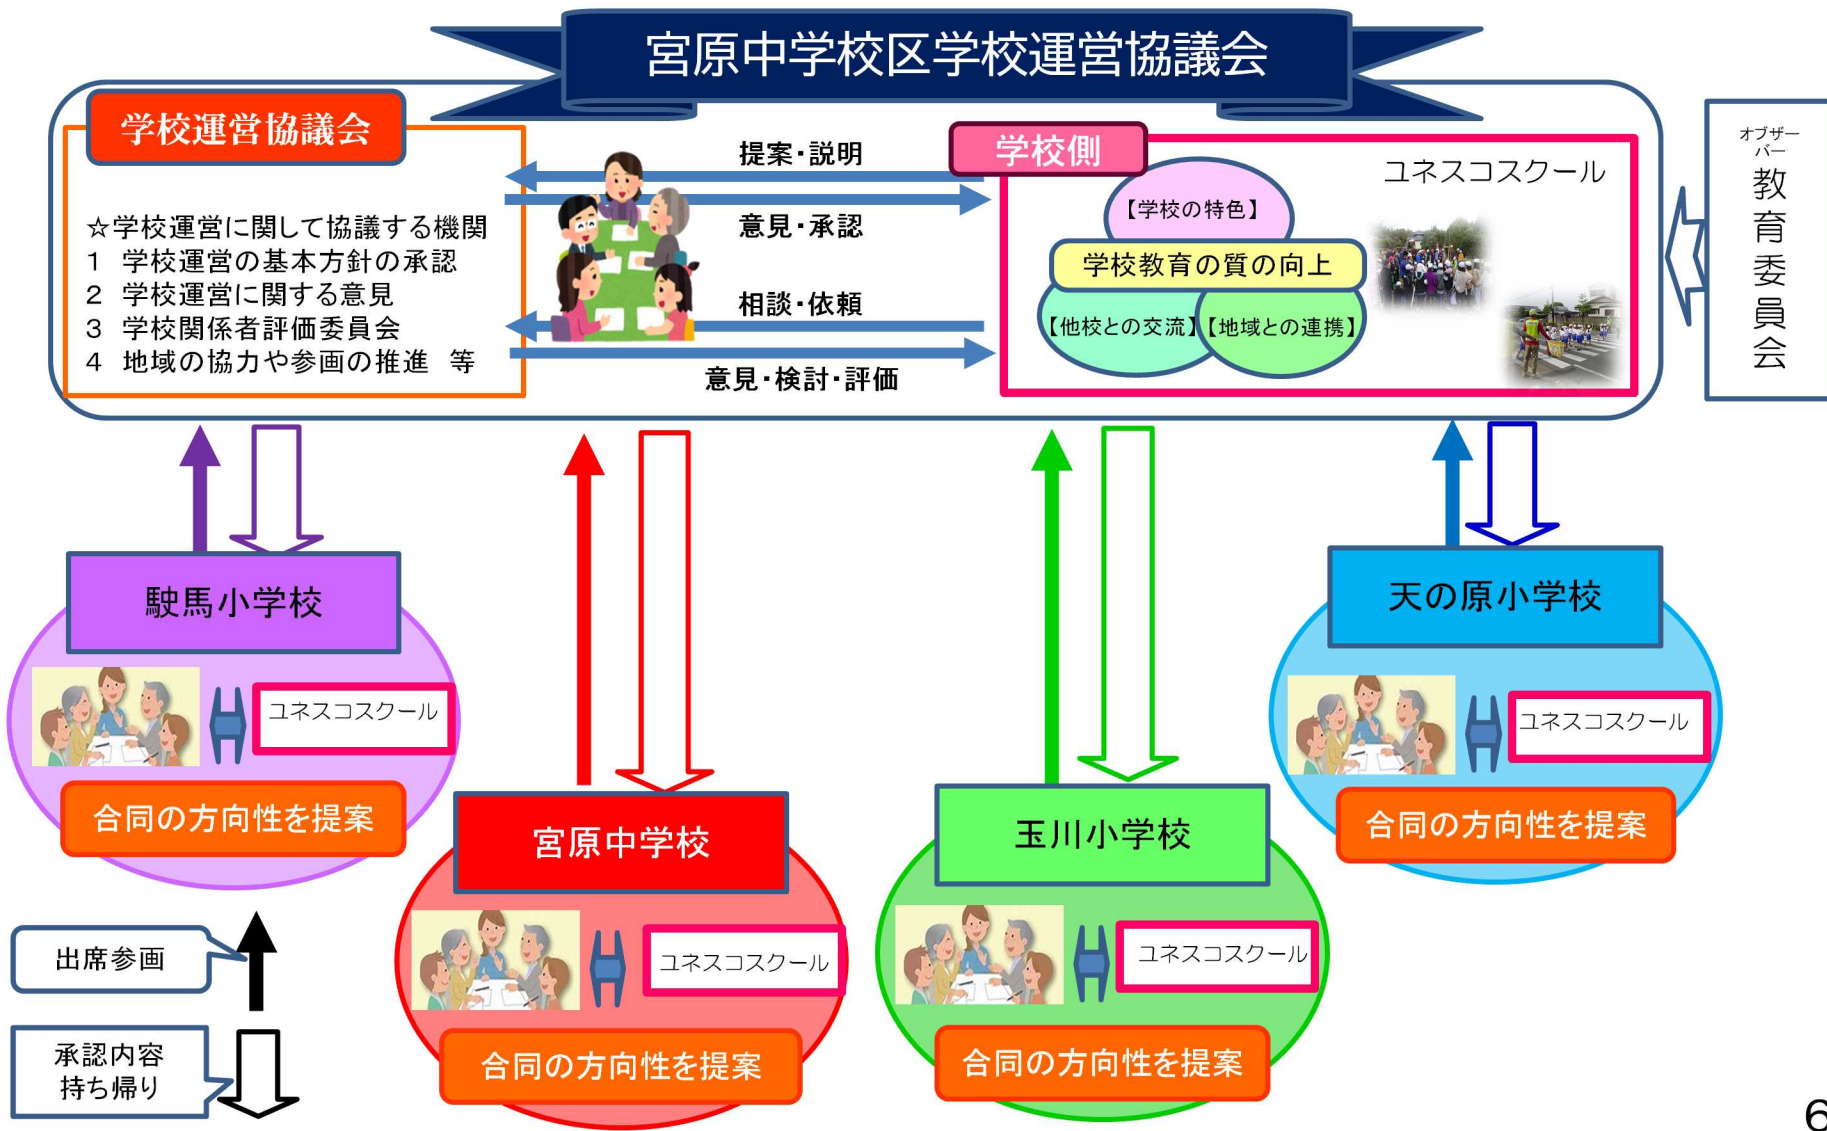 宮原中学校区学校運営協議会
学校運営協議会
☆学校運営に関して協議する機関
1 学校運営の基本方針の承認
2 学校運営に関する意見
3 学校関係者評価委員会
4 地域の協力や参画の推進 等
提案・説明
意見・承認
相談・依頼
意見・検討・評価
学校側
【学校の特色】
学校教育の質の向上
【他校との交流】
【地域との連携】
ユネスコスクール
オブザー
バー
教育委員会
駛馬小学校
ユネスコスクール
合同の方向性を提案
宮原中学校
ユネスコスクール
合同の方向性を提案
玉川小学校
ユネスコスクール
合同の方向性を提案
天の原小学校
ユネスコスクール
合同の方向性を提案
出席参画
承認内容
持ち帰り
6